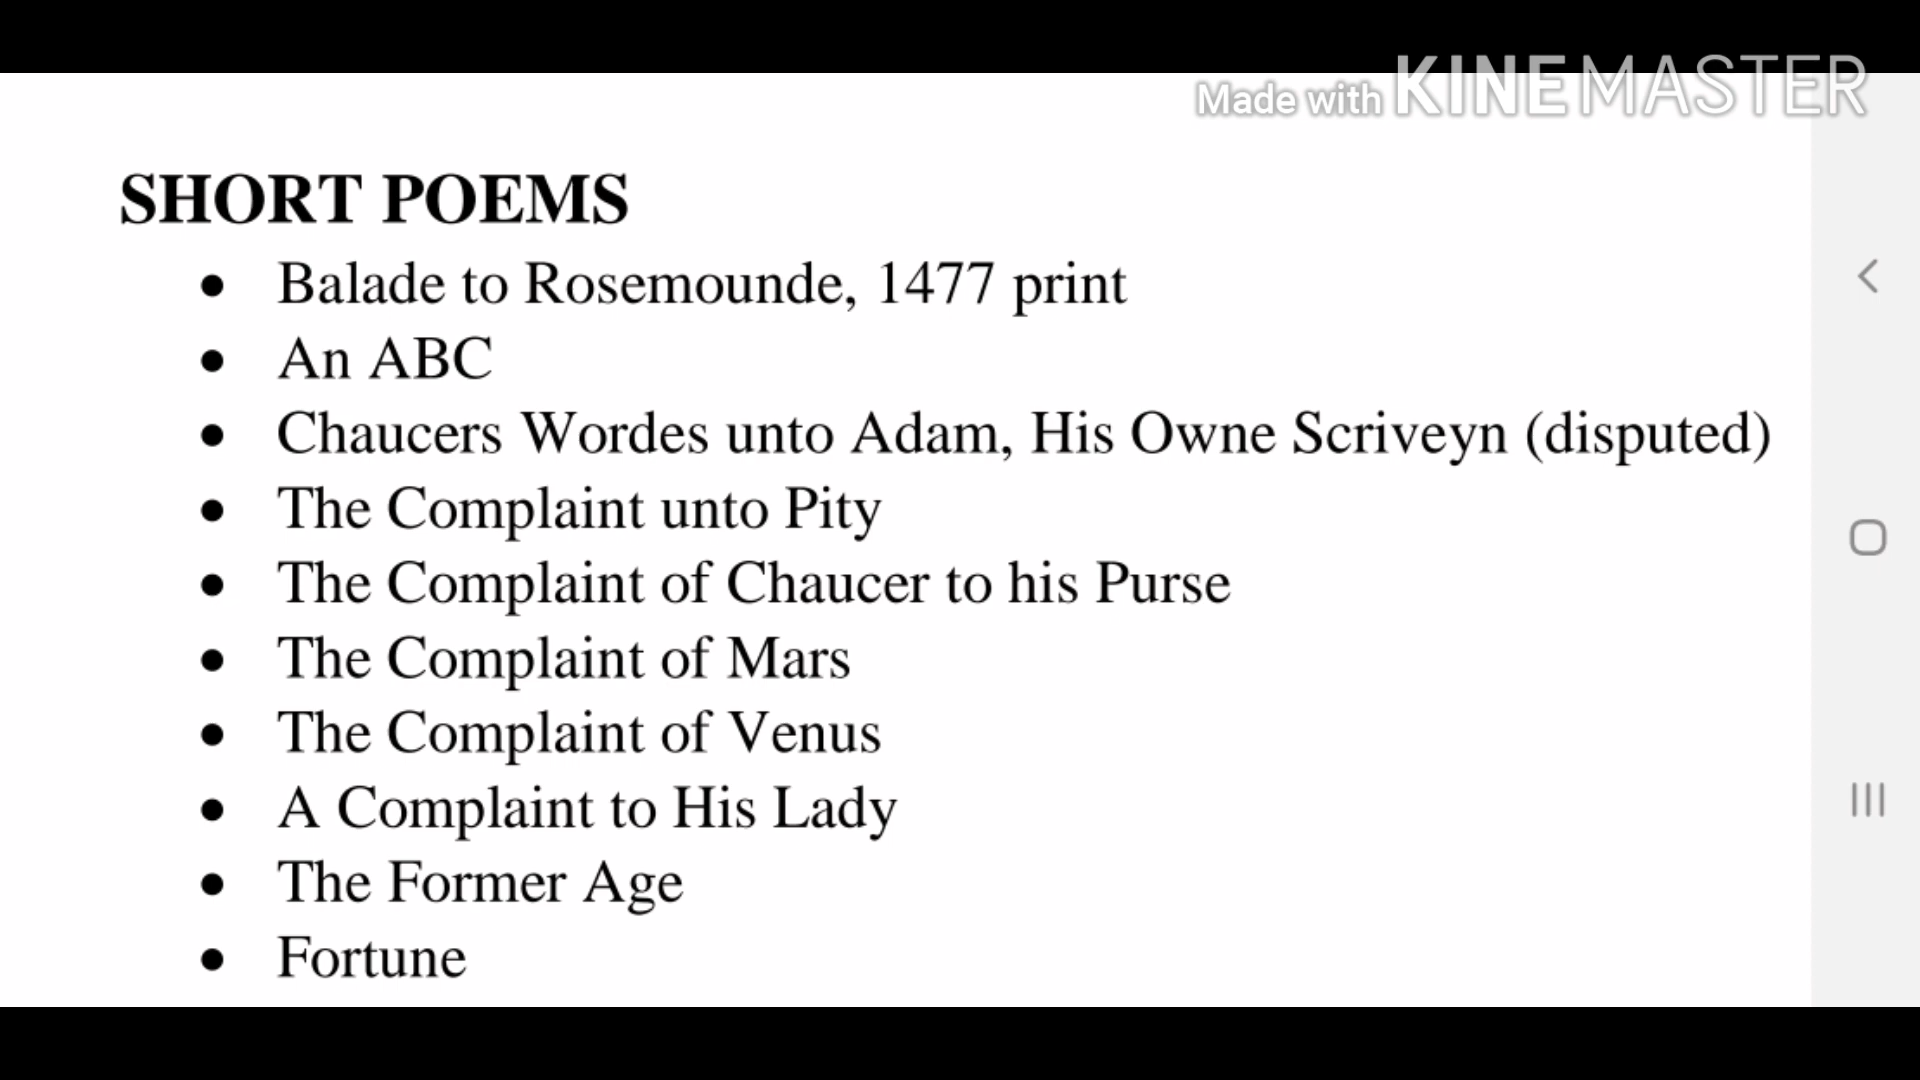 Made with KINEMASTER
SHORT POEMS
• Balade to Rosemounde, 1477 print
• An ABC
• Chaucers Wordes unto Adam, His Owne Scriveyn (disputed)
• The Complaint unto Pity
• The Complaint of Chaucer to his Purse
• The Complaint of Mars
• The Complaint of Venus
• A Complaint to His Lady
• The Former Age
• Fortune